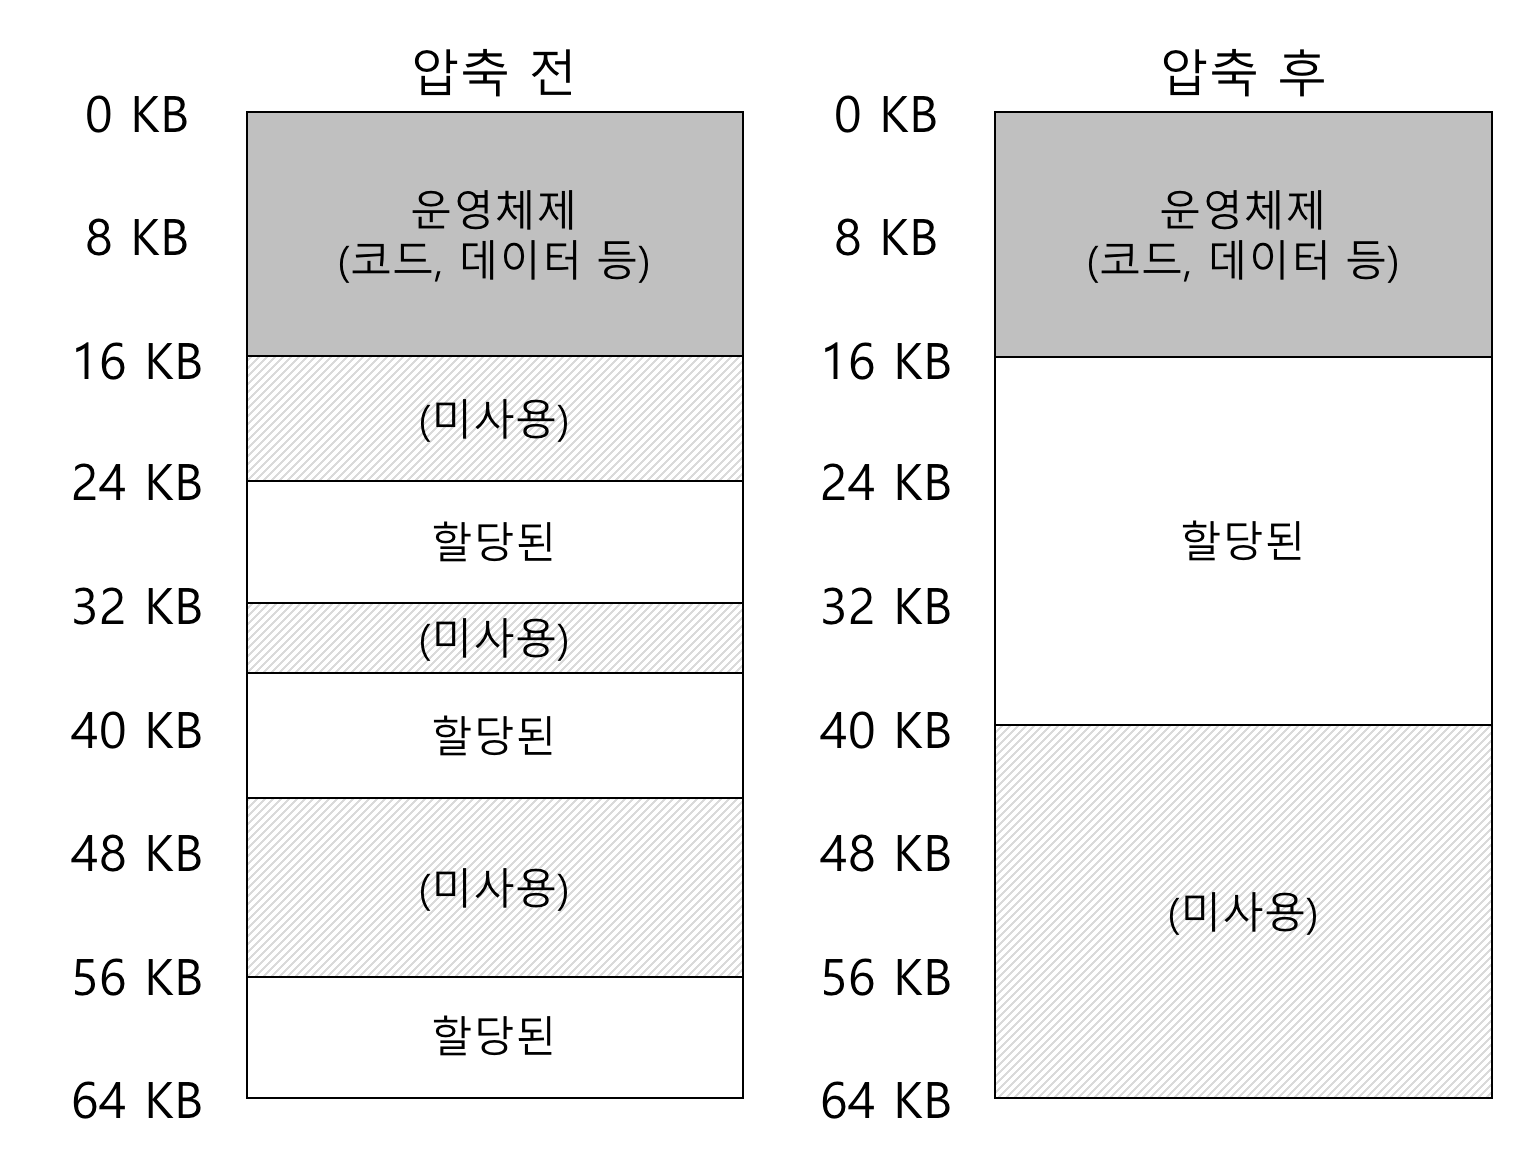 압축 전
0 KB
운영체제
8 KB
(코드, 데이터 등)
16 KB
(미사용)
24 KB
할당된
32 KB
(미사용)
40 KB
할당된
48 KB
(미사용)
56 KB
할당된
64 KB
압축 후
0 KB
운영체제
8 KB
(코드, 데이터 등)
16 KB
24 KB
할당된
32 KB
40 KB
48 KB
(미사용)
56 KB
64 KB